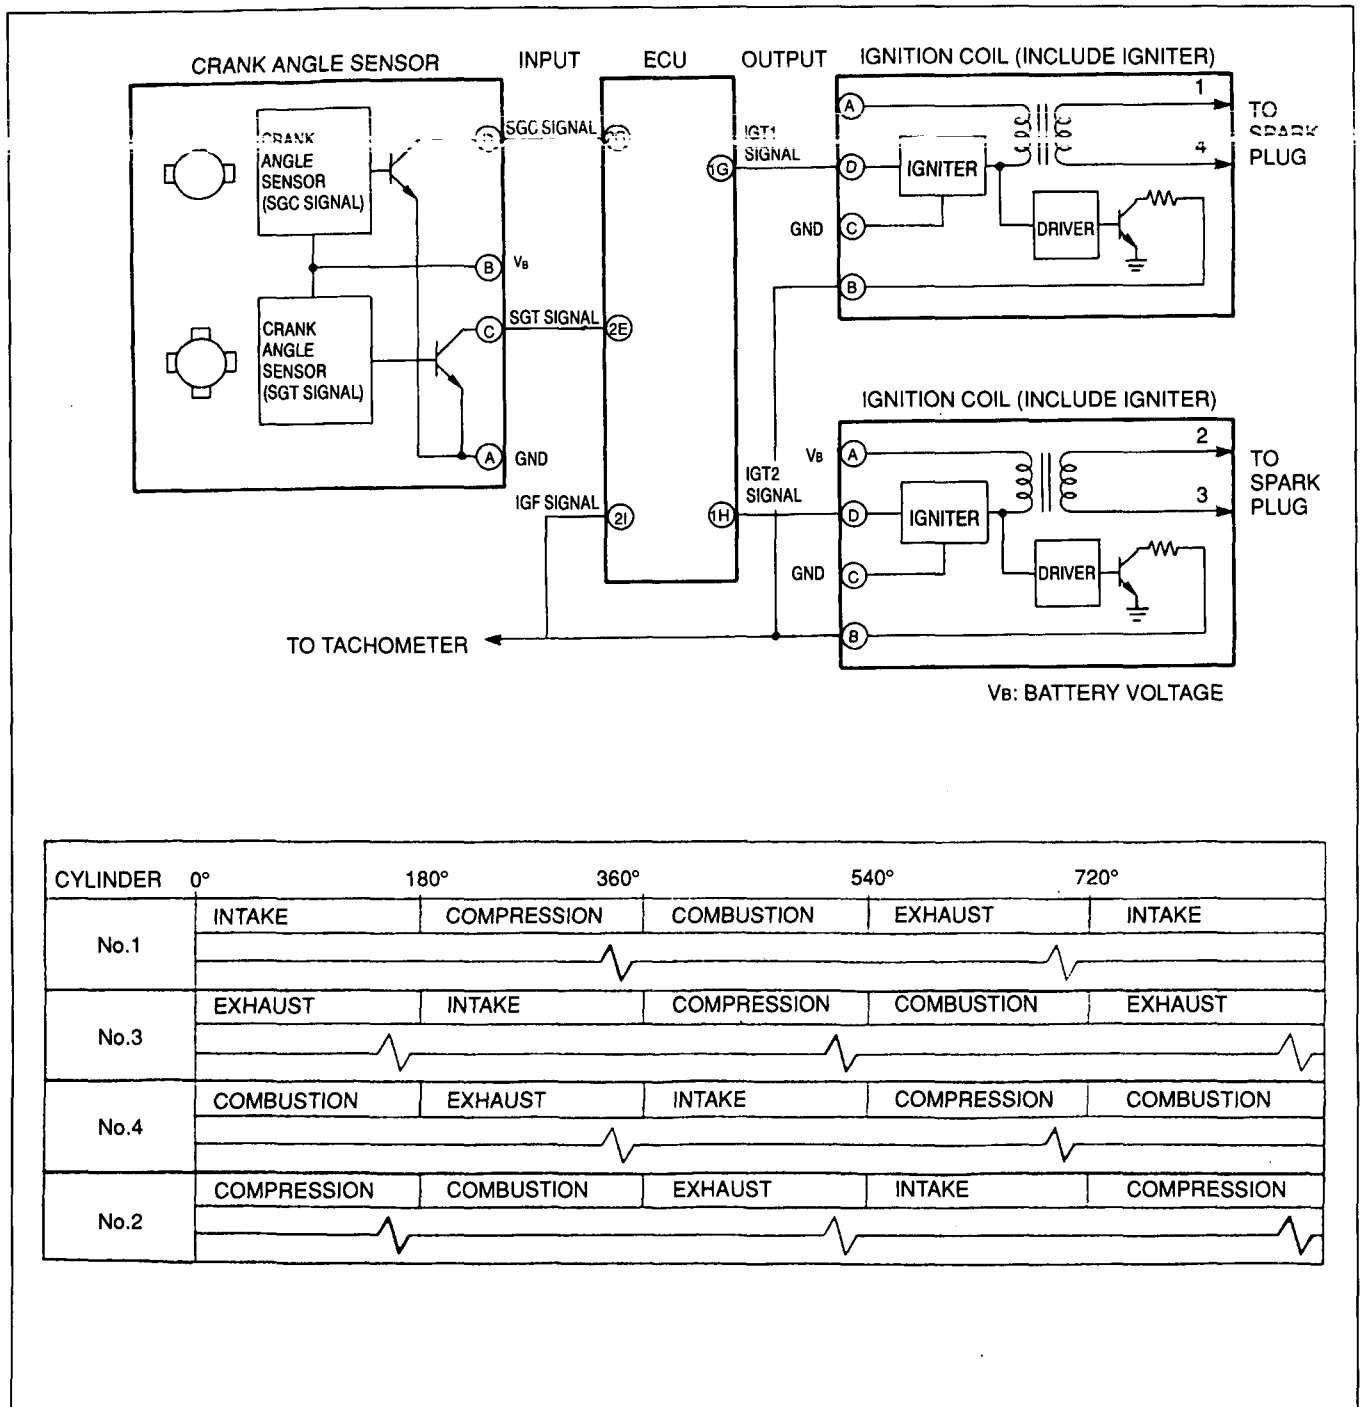 CRANK ANGLE SENSOR INPUT ECU OUTPUT IGNITION COIL (INCLUDE IGNITER)
CRANK
ANGLE
SENSOR
(SGC SIGNAL)
SGC SIGNAL
B VB
CRANK
ANGLE
SENSOR
(SGT SIGNAL)
C SGT SIGNAL 2E
A GND
IGF SIGNAL 2I
TO TACHOMETER
IGT1
SIGNAL
1G
IGT2
SIGNAL
1H
A
D IGNITER
GND C
DRIVER
B
1
4
TO
SPARK
PLUG
IGNITION COIL (INCLUDE IGNITER)
VB A
D IGNITER
GND C
DRIVER
B
2
3
TO
SPARK
PLUG
VB: BATTERY VOLTAGE
CYLINDER 0° 180° 360° 540° 720°
No.1 INTAKE COMPRESSION COMBUSTION EXHAUST INTAKE
No.3 EXHAUST INTAKE COMPRESSION COMBUSTION EXHAUST
No.4 COMBUSTION EXHAUST INTAKE COMPRESSION COMBUSTION
No.2 COMPRESSION COMBUSTION EXHAUST INTAKE COMPRESSION